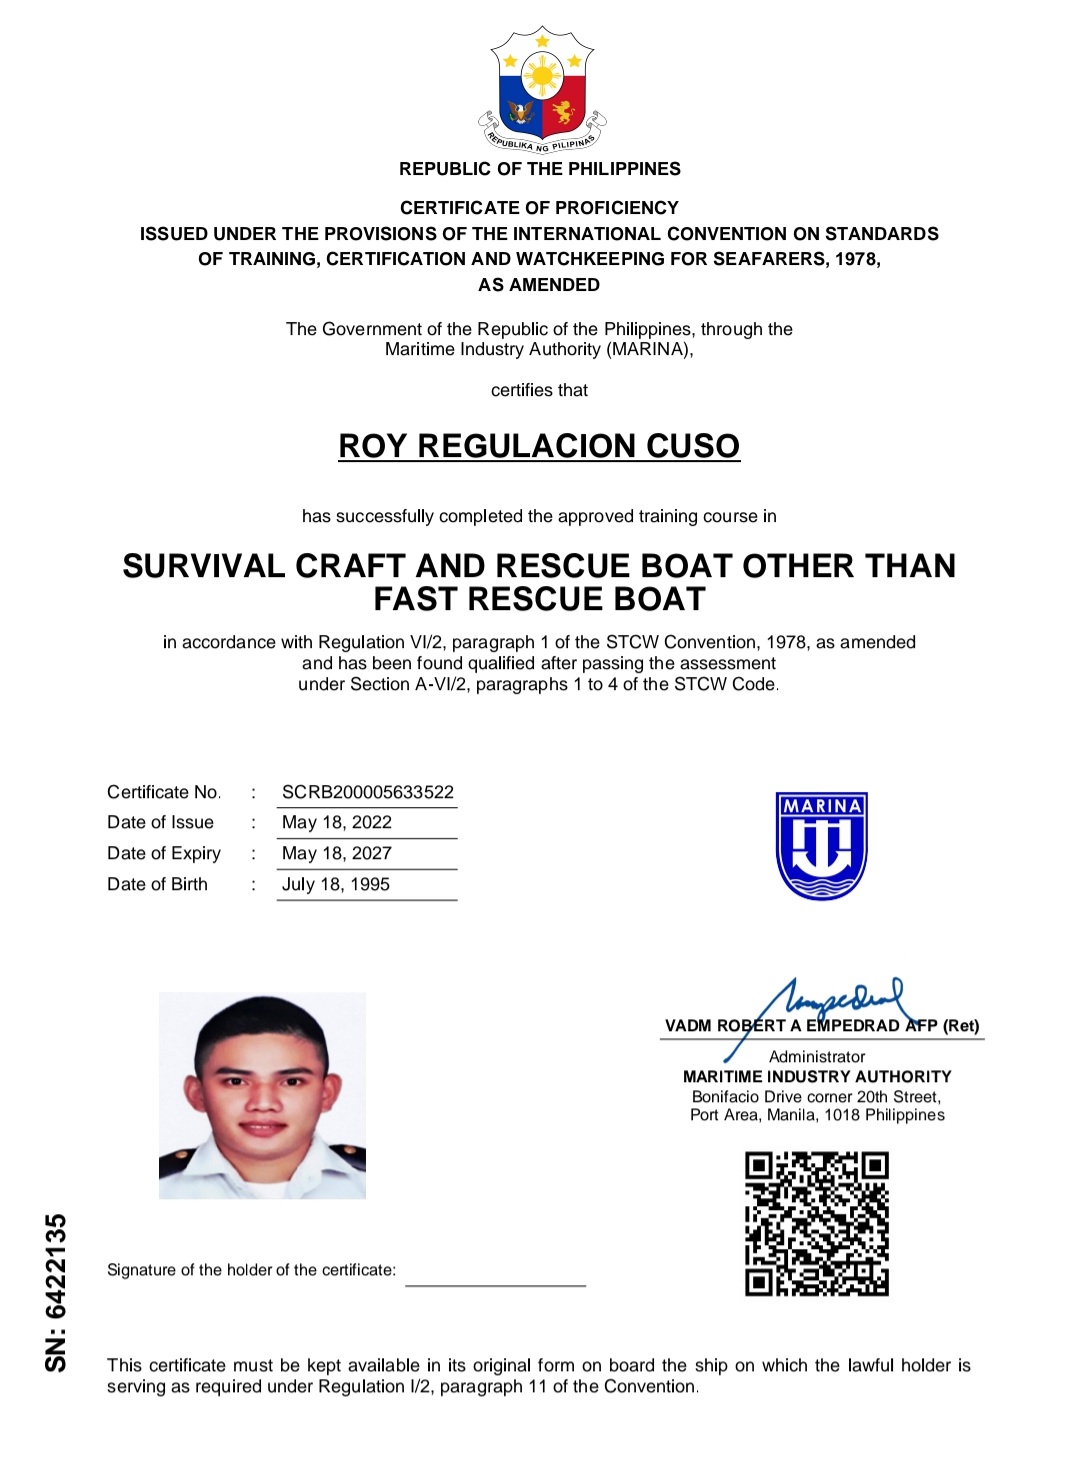 REPUBLIKA NG PILIPINAS
REPUBLIC OF THE PHILIPPINES
CERTIFICATE OF PROFICIENCY
ISSUED UNDER THE PROVISIONS OF THE INTERNATIONAL CONVENTION ON STANDARDS
OF TRAINING, CERTIFICATION AND WATCHKEEPING FOR SEAFARERS, 1978,
AS AMENDED
The Government of the Republic of the Philippines, through the
Maritime Industry Authority (MARINA),
certifies that
ROY REGULACION CUSO
has successfully completed the approved training course in
SURVIVAL CRAFT AND RESCUE BOAT OTHER THAN
FAST RESCUE BOAT
in accordance with Regulation VI/2, paragraph 1 of the STCW Convention, 1978, as amended
and has been found qualified after passing the assessment
under Section A-VI/2, paragraphs 1 to 4 of the STCW Code.
Certificate No. : SCRB200005633522
Date of Issue : May 18, 2022
Date of Expiry : May 18, 2027
Date of Birth : July 18, 1995
MARINA
VADM ROBERT A EMPEDRAD AFP (Ret)
Administrator
MARITIME INDUSTRY AUTHORITY
Bonifacio Drive corner 20th Street,
Port Area, Manila, 1018 Philippines
Signature of the holder of the certificate:
SN: 6422135
This certificate must be kept available in its original form on board the ship on which the lawful holder is
serving as required under Regulation I/2, paragraph 11 of the Convention.